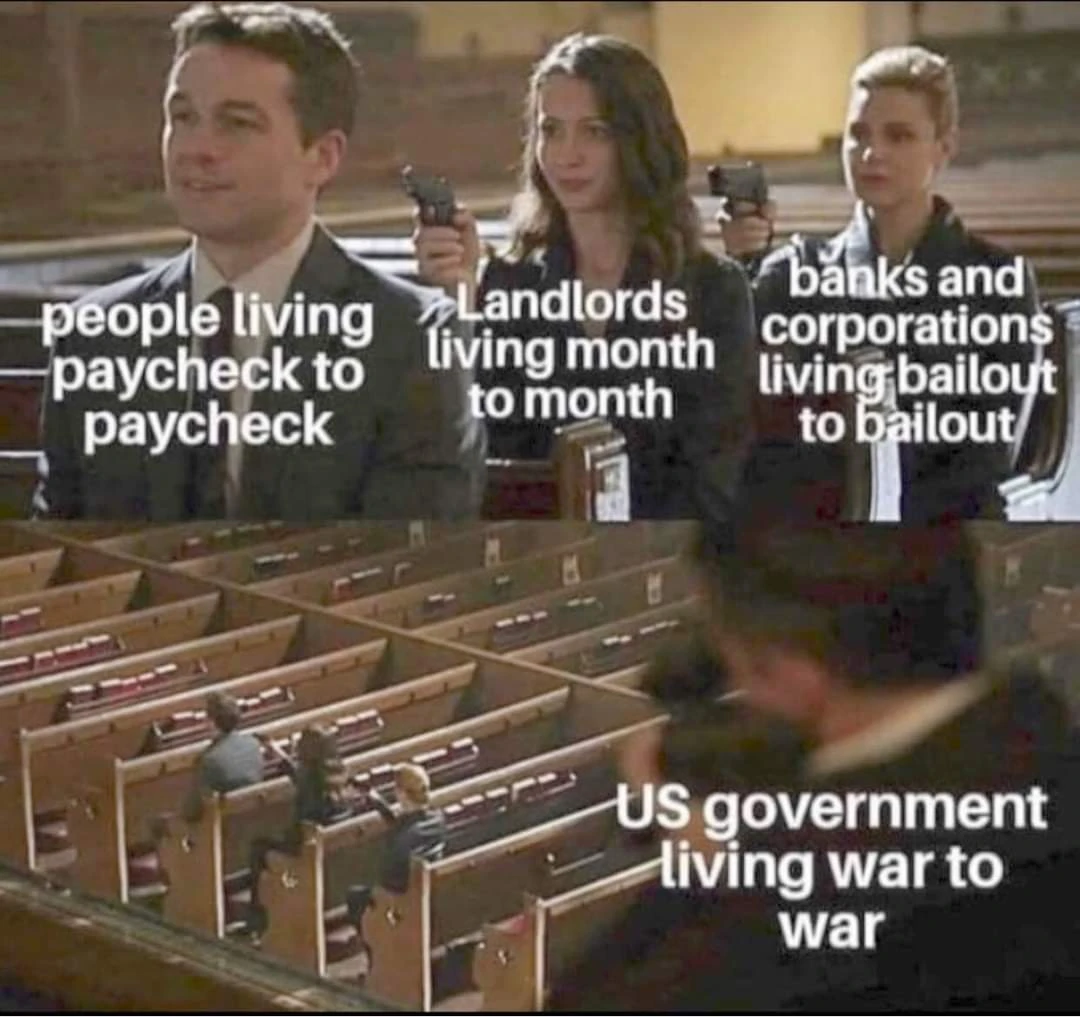 people living
paycheck to
paycheck
Landlords
living month
to month
banks and
corporations
living bailout
to bailout
US government
living war to
war